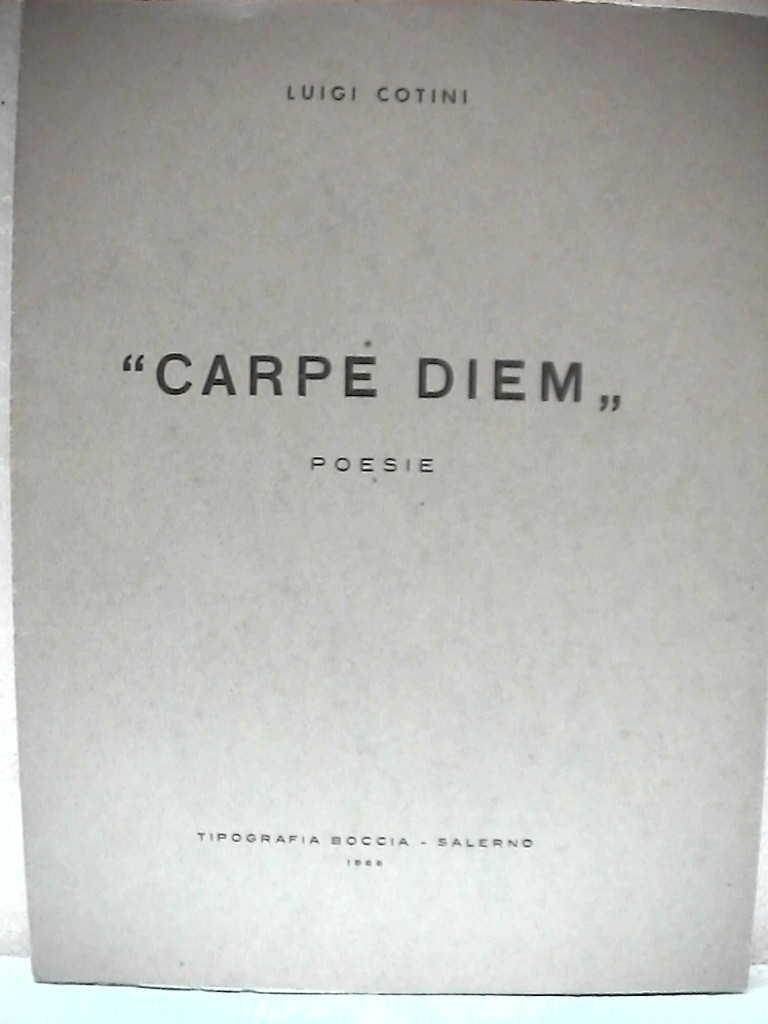 LUIGI COTINI
“CARPE DIEM„
POESIE
TIPOGRAFIA BOCCIA - SALERNO